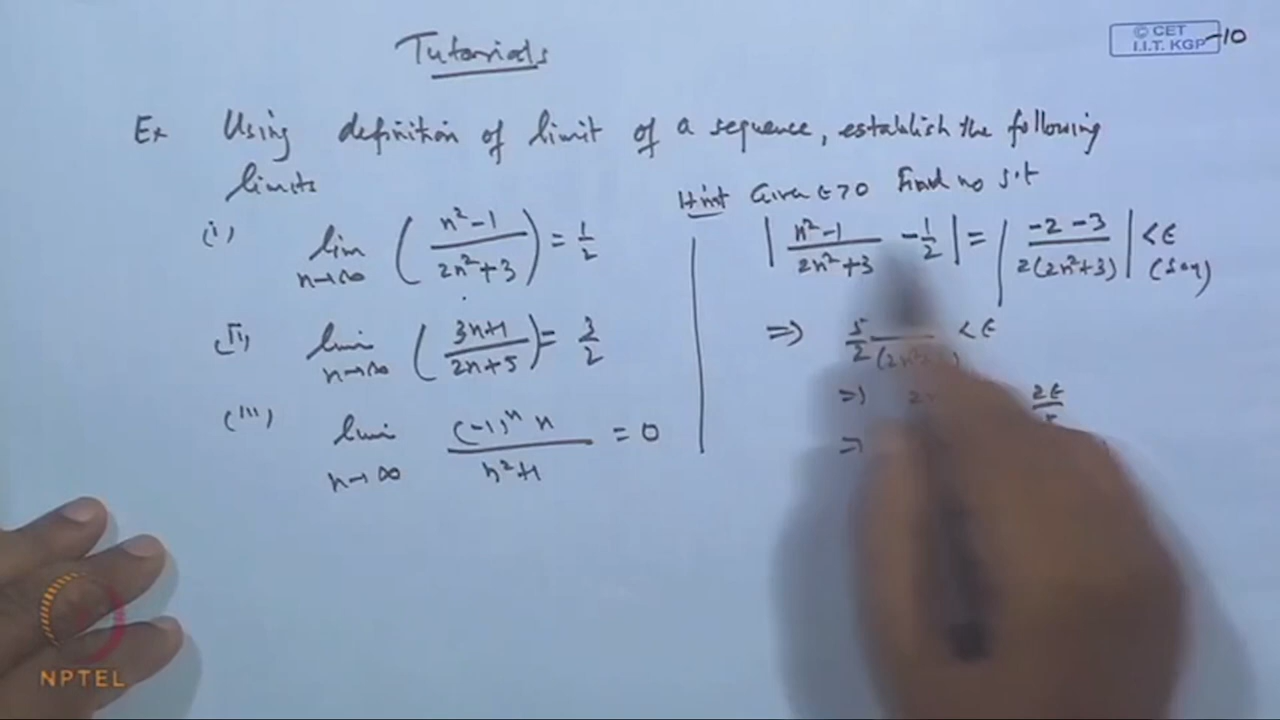 Tutorials
© CET
I.I.T. KGP
-10
Ex Using definition of limit of a sequence, establish the following
limits
(i) lim n→∞ ( n²-1 / 2n²+3 ) = 1/2
(ii) lim n→∞ ( 3n+1 / 2n+5 ) = 3/2
(iii) lim n→∞ (-1)ⁿ n / n²+1 = 0
Hint Given ε>0 Find n₀ s.t
| n²-1 / 2n²+3 - 1/2 | = | -2-3 / 2(2n²+3) | < ε (say)
⇒ 5/2 < ε
⇒ 2ε
⇒
NPTEL